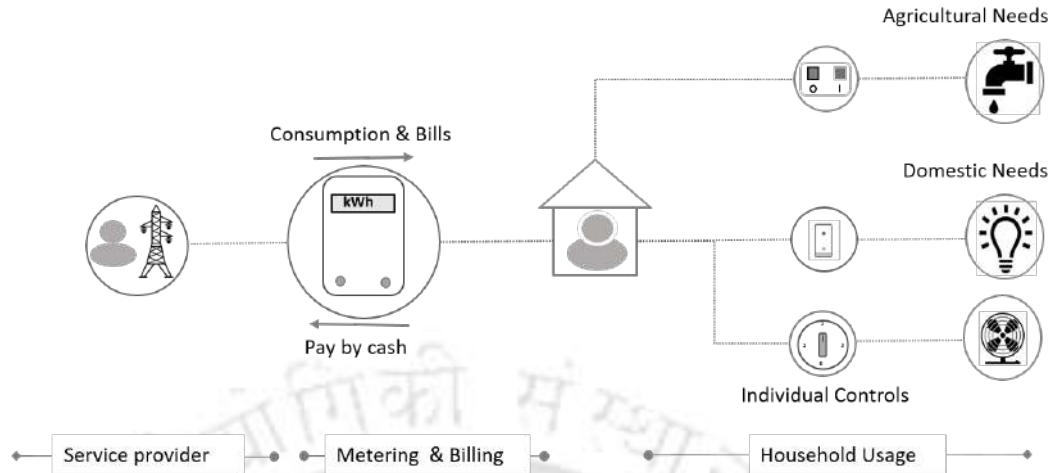 Agricultural Needs
O I
Consumption & Bills
Domestic Needs
kWh
Pay by cash
Individual Controls
Service provider
Metering & Billing
Household Usage